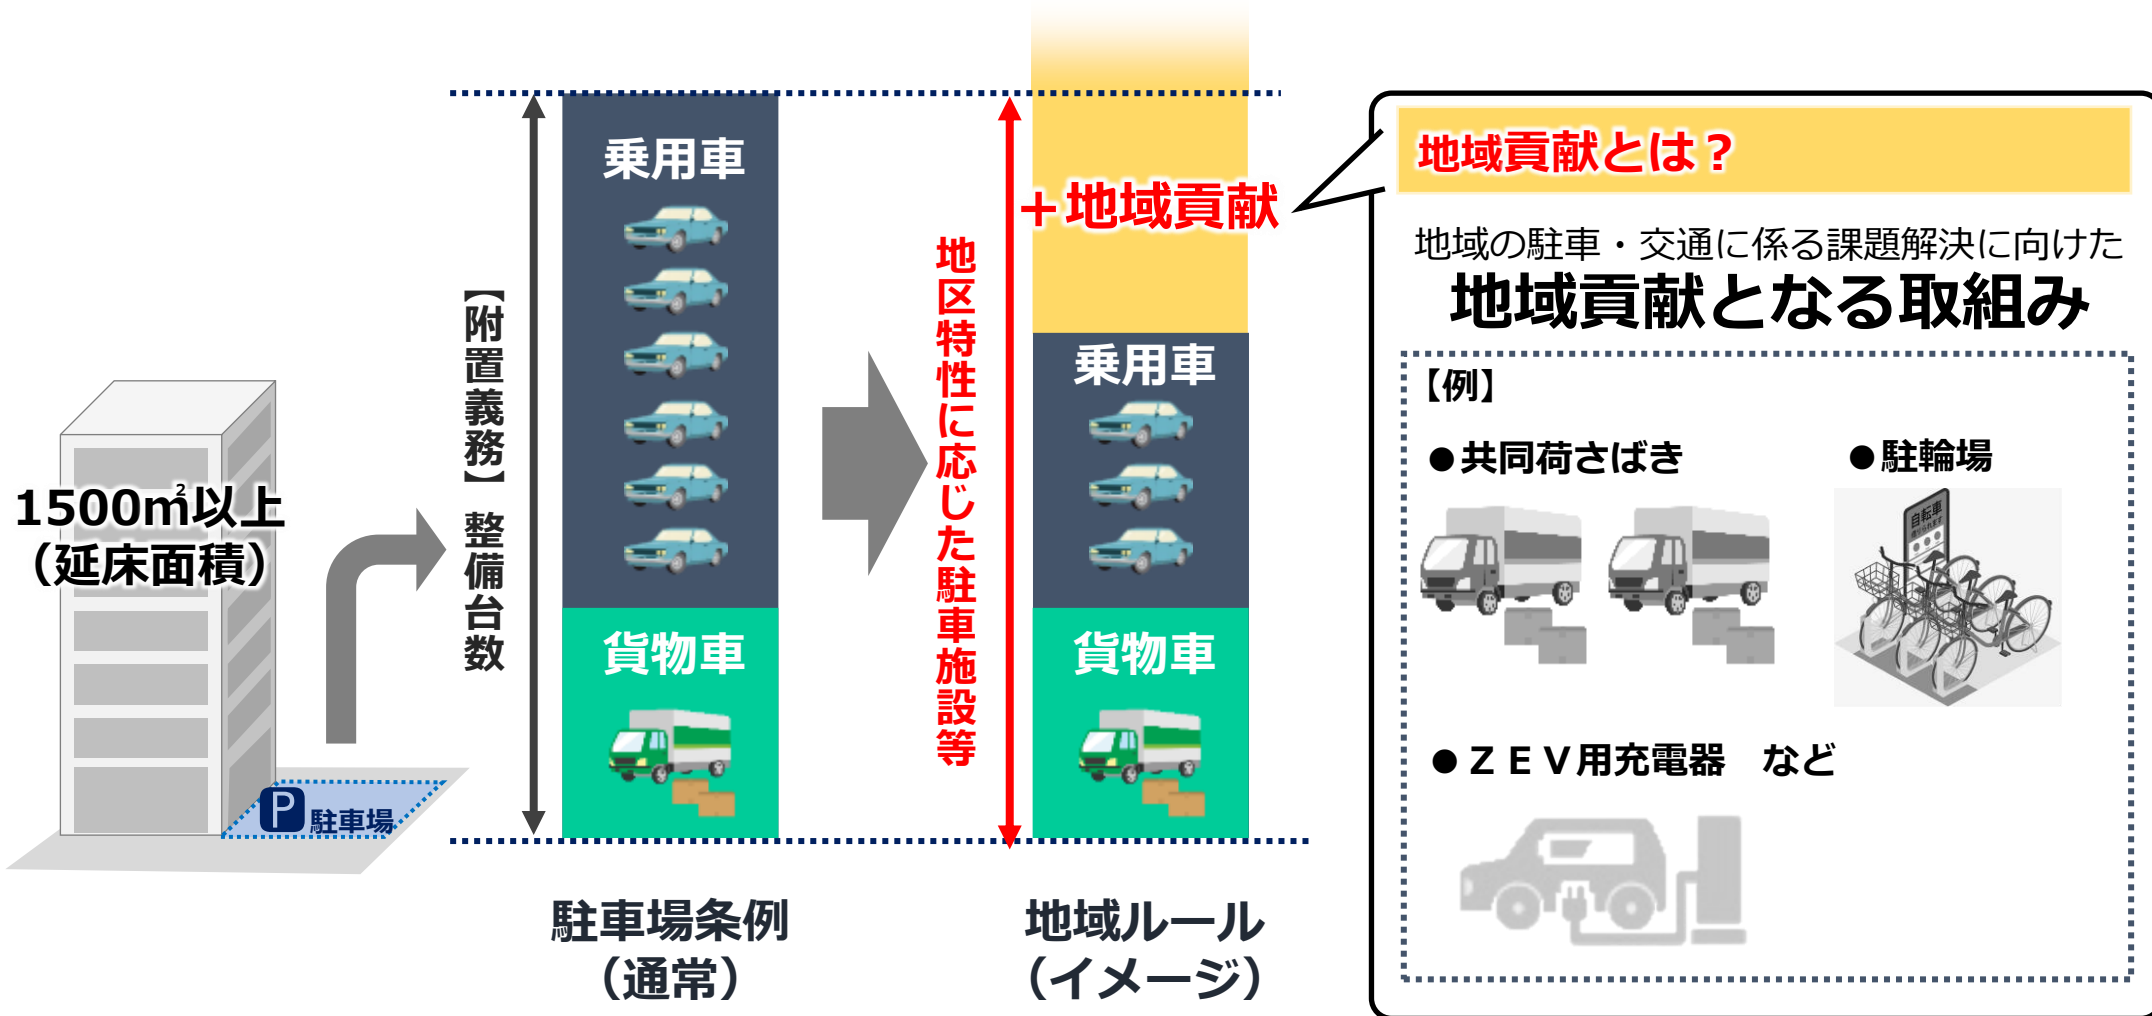 1500㎡以上
（延床面積）
P 駐車場
【附置義務】整備台数
乗用車
貨物車
駐車場条例
（通常）
地区特性に応じた駐車施設等
＋地域貢献
乗用車
貨物車
地域ルール
（イメージ）
地域貢献とは？
地域の駐車・交通に係る課題解決に向けた
地域貢献となる取組み
【例】
●共同荷さばき
●駐輪場
自転車
●ＺＥＶ用充電器　など